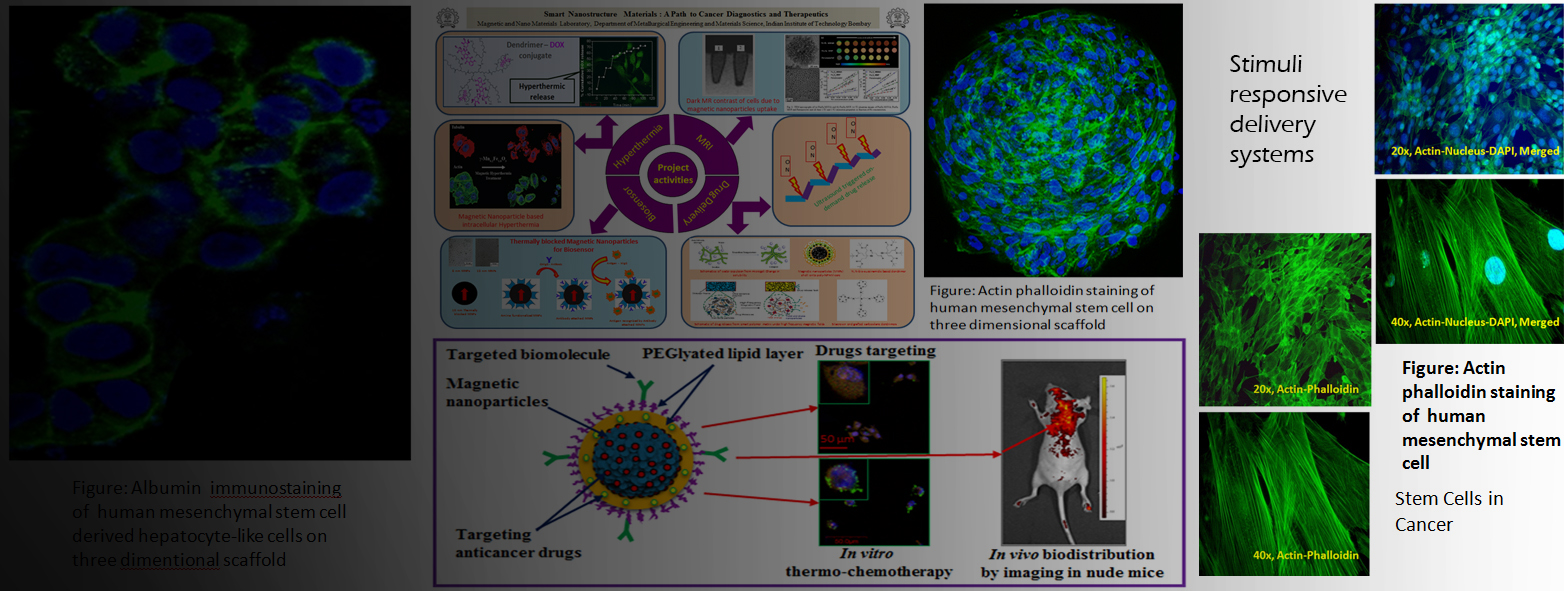 Smart Nanostructure Materials : A Path to Cancer Diagnostics and Therapeutics
Magnetic and Nano Materials Laboratory, Department of Metallurgical Engineering and Materials Science, Indian Institute of Technology Bombay
Dendrimer – DOX
conjugate
Hyperthermic
release
Dark MR contrast of cells due to
magnetic nanoparticles uptake
Hyperthermia
MRI
Project
activities
Biosensor
Drug Delivery
Magnetic Nanoparticle based
intracellular Hyperthermia
ON
ON
ON
ON
Ultrasound triggered on-
demand drug release
Thermally blocked Magnetic Nanoparticles
for Biosensor
Figure: Albumin immunostaining
of human mesenchymal stem cell
derived hepatocyte-like cells on
three dimentional scaffold
Figure: Actin phalloidin staining of
human mesenchymal stem cell on
three dimensional scaffold
Targeted biomolecule
PEGlyated lipid layer
Drugs targeting
Magnetic
nanoparticles
50 µm
Targeting
anticancer drugs
In vitro
thermo-chemotherapy
In vivo biodistribution
by imaging in nude mice
Stimuli
responsive
delivery
systems
20x, Actin-Nucleus-DAPI, Merged
40x, Actin-Nucleus-DAPI, Merged
20x, Actin-Phalloidin
40x, Actin-Phalloidin
Figure: Actin
phalloidin staining
of human
mesenchymal stem
cell
Stem Cells in
Cancer